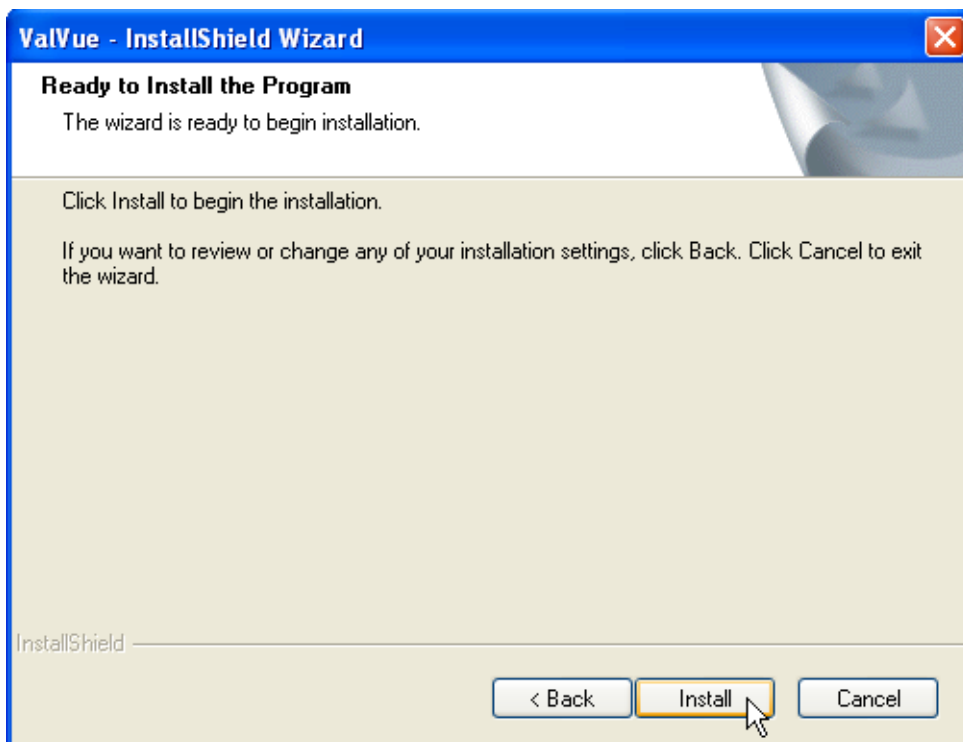 ValVue - InstallShield Wizard
Ready to Install the Program
The wizard is ready to begin installation.
Click Install to begin the installation.
If you want to review or change any of your installation settings, click Back. Click Cancel to exit
the wizard.
InstallShield
< Back
Install
Cancel